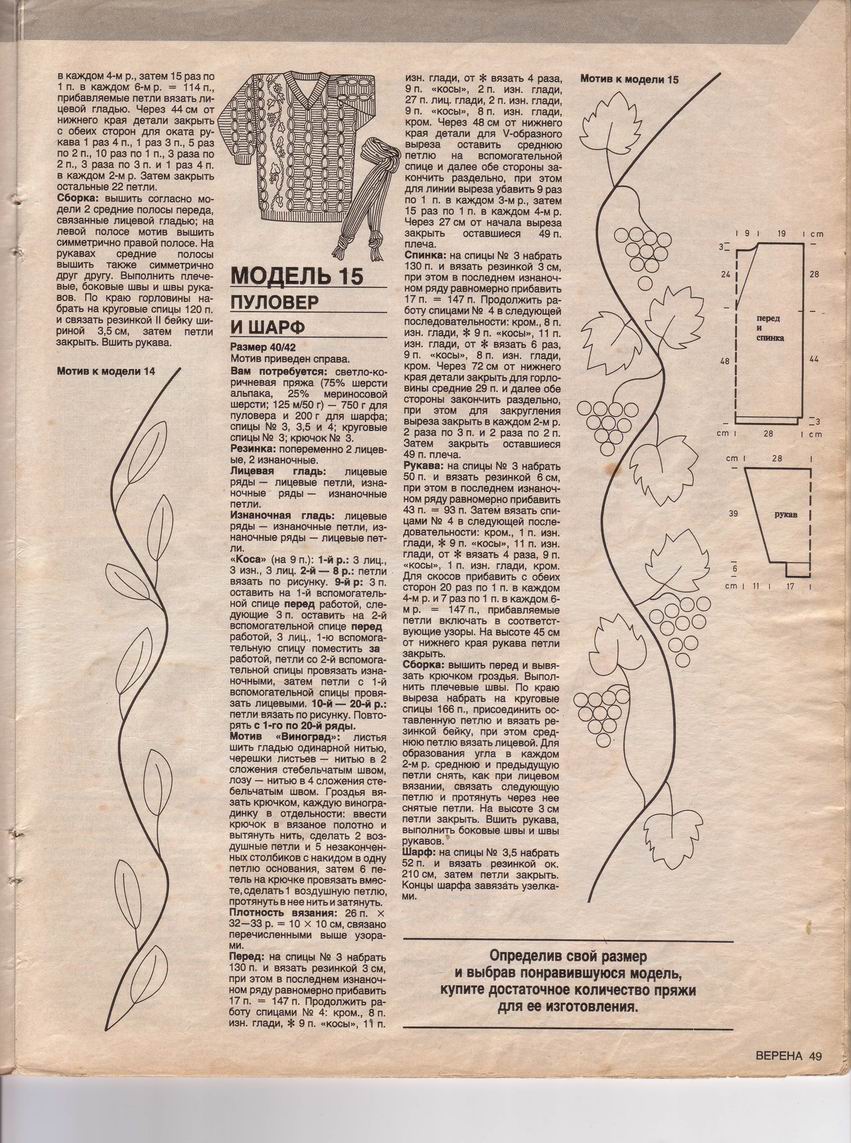 в каждом 4-м р., затем 15 раз по
1 п. в каждом 6-м р. = 114 п.,
прибавляемые петли вязать ли-
цевой гладью. Через 44 см от
нижнего края детали закрыть
с обеих сторон для оката ру-
кава 1 раз 4 п., 1 раз 3 п., 5 раз
по 2 п., 10 раз по 1 п., 3 раза по
2 п., 3 раза по 3 п. и 1 раз 4 п.
в каждом 2-м р. Затем закрыть
остальные 22 петли.
Сборка: вышить согласно мо-
дели 2 средние полосы переда,
связанные лицевой гладью; на
левой полосе мотив вышить
симметрично правой полосе. На
рукавах средние полосы
вышить также симметрично
друг другу. Выполнить плече-
вые, боковые швы и швы рука-
вов. По краю горловины на-
брать на круговые спицы 120 п.
и связать резинкой II бейку ши-
риной 3,5 см, затем петли
закрыть. Вшить рукава.
Мотив к модели 14
МОДЕЛЬ 15
ПУЛОВЕР
И ШАРФ
Размер 40/42
Мотив приведен справа.
Вам потребуется: светло-ко-
ричневая пряжа (75% шерсти
альпака, 25% мериносовой
шерсти; 125 м/50 г) — 750 г для
пуловера и 200 г для шарфа;
спицы № 3, 3,5 и 4; круговые
спицы № 3; крючок № 3.
Резинка: попеременно 2 лицев-
ые, 2 изнаночные.
Лицевая гладь: лицевые
ряды — лицевые петли, изна-
ночные ряды — изнаночные
петли.
Изнаночная гладь: лицевые
ряды — изнаночные петли, из-
наночные ряды — лицевые пет-
ли.
«Коса» (на 9 п.): 1-й р.: 3 лиц.,
3 изн., 3 лиц. 2-й — 8 р.: петли
вязать по рисунку. 9-й р: 3 п.
оставить на 1-й вспомогатель-
ной спице перед работой, сле-
дующие 3 п. оставить на 2-й
вспомогательной спице перед
работой, 3 лиц., 1-ю вспомога-
тельную спицу поместить за
работой, петли со 2-й вспомога-
тельной спицы провязать изна-
ночными, затем петли с 1-й
вспомогательной спицы провя-
зать лицевыми. 10-й — 20-й р.:
петли вязать по рисунку. Повто-
рять с 1-го по 20-й ряды.
Мотив «Виноград»: листья
шить гладью одинарной нитью,
черешки листьев — нитью в 2
сложения стебельчатым швом,
лозу — нитью в 4 сложения сте-
бельчатым швом. Гроздья вя-
зать крючком, каждую виногра-
динку в отдельности: ввести
крючок в вязаное полотно и
вытянуть нить, сделать 2 воз-
душные петли и 5 незакончен-
ных столбиков с накидом в одну
петлю основания, затем 6 пе-
тель на крючке провязать вмес-
те, сделать 1 воздушную петлю,
протянуть в нее нить и затянуть.
Плотность вязания: 26 п. ×
32—33 р. = 10 × 10 см, связано
перечисленными выше узора-
ми.
Перед: на спицы № 3 набрать
130 п. и вязать резинкой 3 см,
при этом в последнем изнаноч-
ном ряду равномерно прибавить
17 п. = 147 п. Продолжить ра-
боту спицами № 4: кром., 8 п.
изн. глади, ✻ 9 п. «косы», 11 п.
изн. глади, от ✻ вязать 4 раза,
9 п. «косы», 2 п. изн. глади,
27 п. лиц. глади, 2 п. изн. глади,
9 п. «косы», 8 п. изн. глади,
кром. Через 48 см от нижнего
края детали для V-образного
выреза оставить среднюю
петлю на вспомогательной
спице и далее обе стороны за-
кончить раздельно, при этом
для линии выреза убавить 9 раз
по 1 п. в каждом 3-м р., затем
15 раз по 1 п. в каждом 4-м р.
Через 27 см от начала выреза
закрыть оставшиеся 49 п.
плеча.
Спинка: на спицы № 3 набрать
130 п. и вязать резинкой 3 см,
при этом в последнем изнаноч-
ном ряду равномерно прибавить
17 п. = 147 п. Продолжить ра-
боту спицами № 4 в следующей
последовательности: кром., 8 п.
изн. глади, ✻ 9 п. «косы», 11 п.
изн. глади, от ✻ вязать 6 раз,
9 п. «косы», 8 п. изн. глади,
кром. Через 72 см от нижнего
края детали закрыть для горло-
вины средние 29 п. и далее обе
стороны закончить раздельно,
при этом для закругления
выреза закрыть в каждом 2-м р.
2 раза по 3 п. и 2 раза по 2 п.
Затем закрыть оставшиеся
49 п. плеча.
Рукава: на спицы № 3 набрать
50 п. и вязать резинкой 6 см,
при этом в последнем изнаноч-
ном ряду равномерно прибавить
43 п. = 93 п. Затем вязать спи-
цами № 4 в следующей после-
довательности: кром., 1 п. изн.
глади, ✻ 9 п. «косы», 11 п. изн.
глади, от ✻ вязать 4 раза, 9 п.
«косы», 1 п. изн. глади, кром.
Для скосов прибавить с обеих
сторон 20 раз по 1 п. в каждом
4-м р. и 7 раз по 1 п. в каждом 6-
м р. = 147 п., прибавляемые
петли включать в соответст-
вующие узоры. На высоте 45 см
от нижнего края рукава петли
закрыть.
Сборка: вышить перед и вывя-
зать крючком гроздья. Выпол-
нить плечевые швы. По краю
выреза набрать на круговые
спицы 166 п., присоединить ос-
тавленную петлю и вязать ре-
зинкой бейку, при этом сред-
нюю петлю вязать лицевой. Для
образования угла в каждом
2-м р. среднюю и предыдущую
петли снять, как при лицевом
вязании, связать следующую
петлю и протянуть через нее
снятые петли. На высоте 3 см
петли закрыть. Вшить рукава,
выполнить боковые швы и швы
рукавов.
Шарф: на спицы № 3,5 набрать
52 п. и вязать резинкой ок.
210 см, затем петли закрыть.
Концы шарфа завязать узелка-
ми.
Мотив к модели 15
9 19 cm
3
24
28
перед
и
спинка
48
44
3
cm 28 cm
cm 28
39
рукав
6
cm 11 17
Определив свой размер
и выбрав понравившуюся модель,
купите достаточное количество пряжи
для ее изготовления.
ВЕРЕНА 49